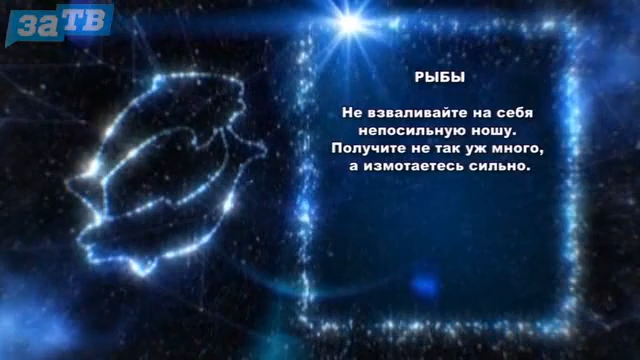 заТВ
РЫБЫ
Не взваливайте на себя
непосильную ношу.
Получите не так уж много,
а измотаетесь сильно.